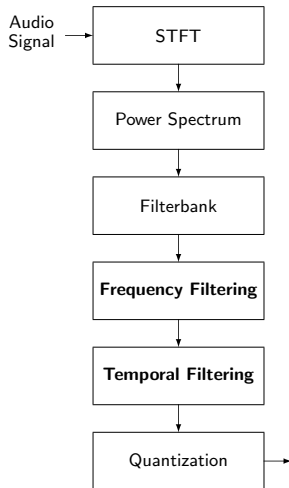 Audio
Signal
STFT
Power Spectrum
Filterbank
Frequency Filtering
Temporal Filtering
Quantization